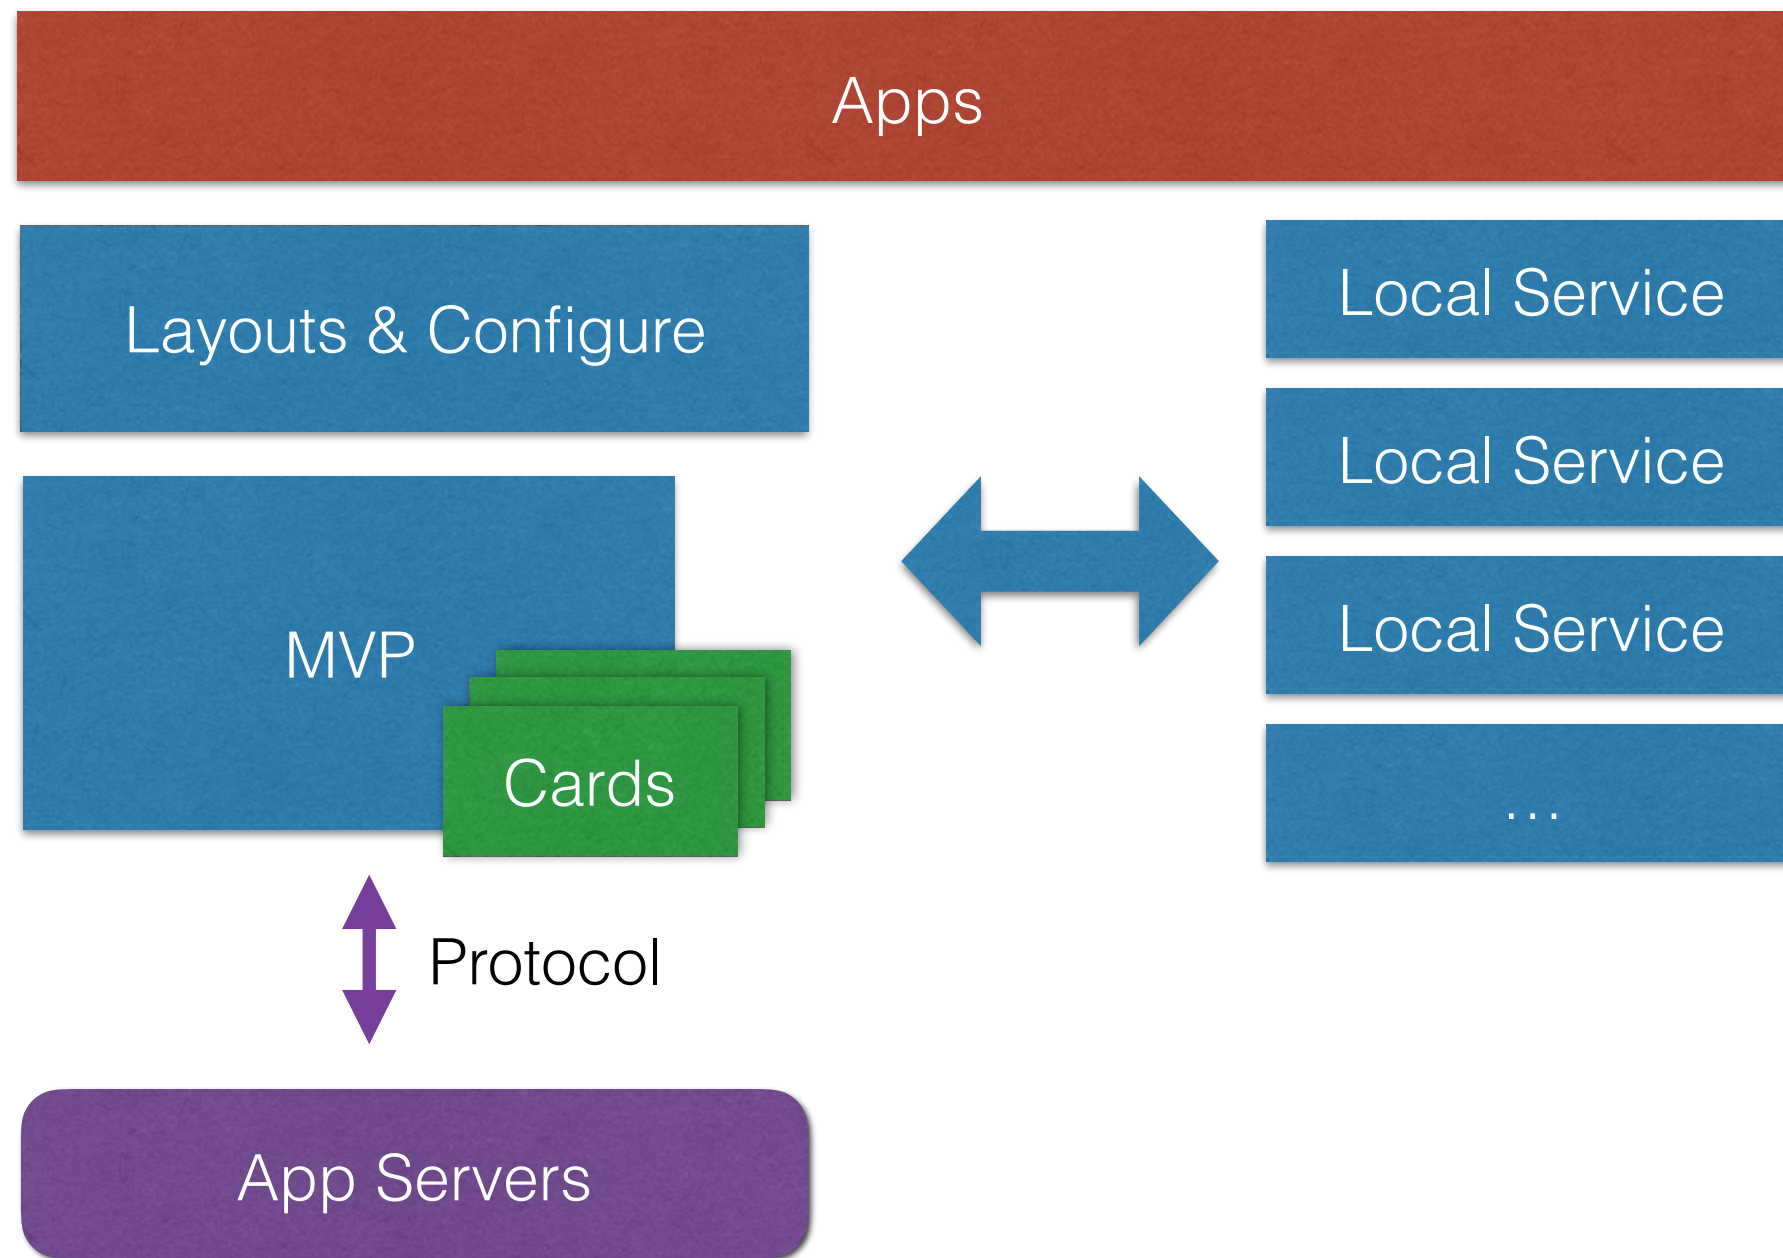 Apps
Layouts & Configure
MVP
Cards
Protocol
App Servers
Local Service
Local Service
Local Service
...